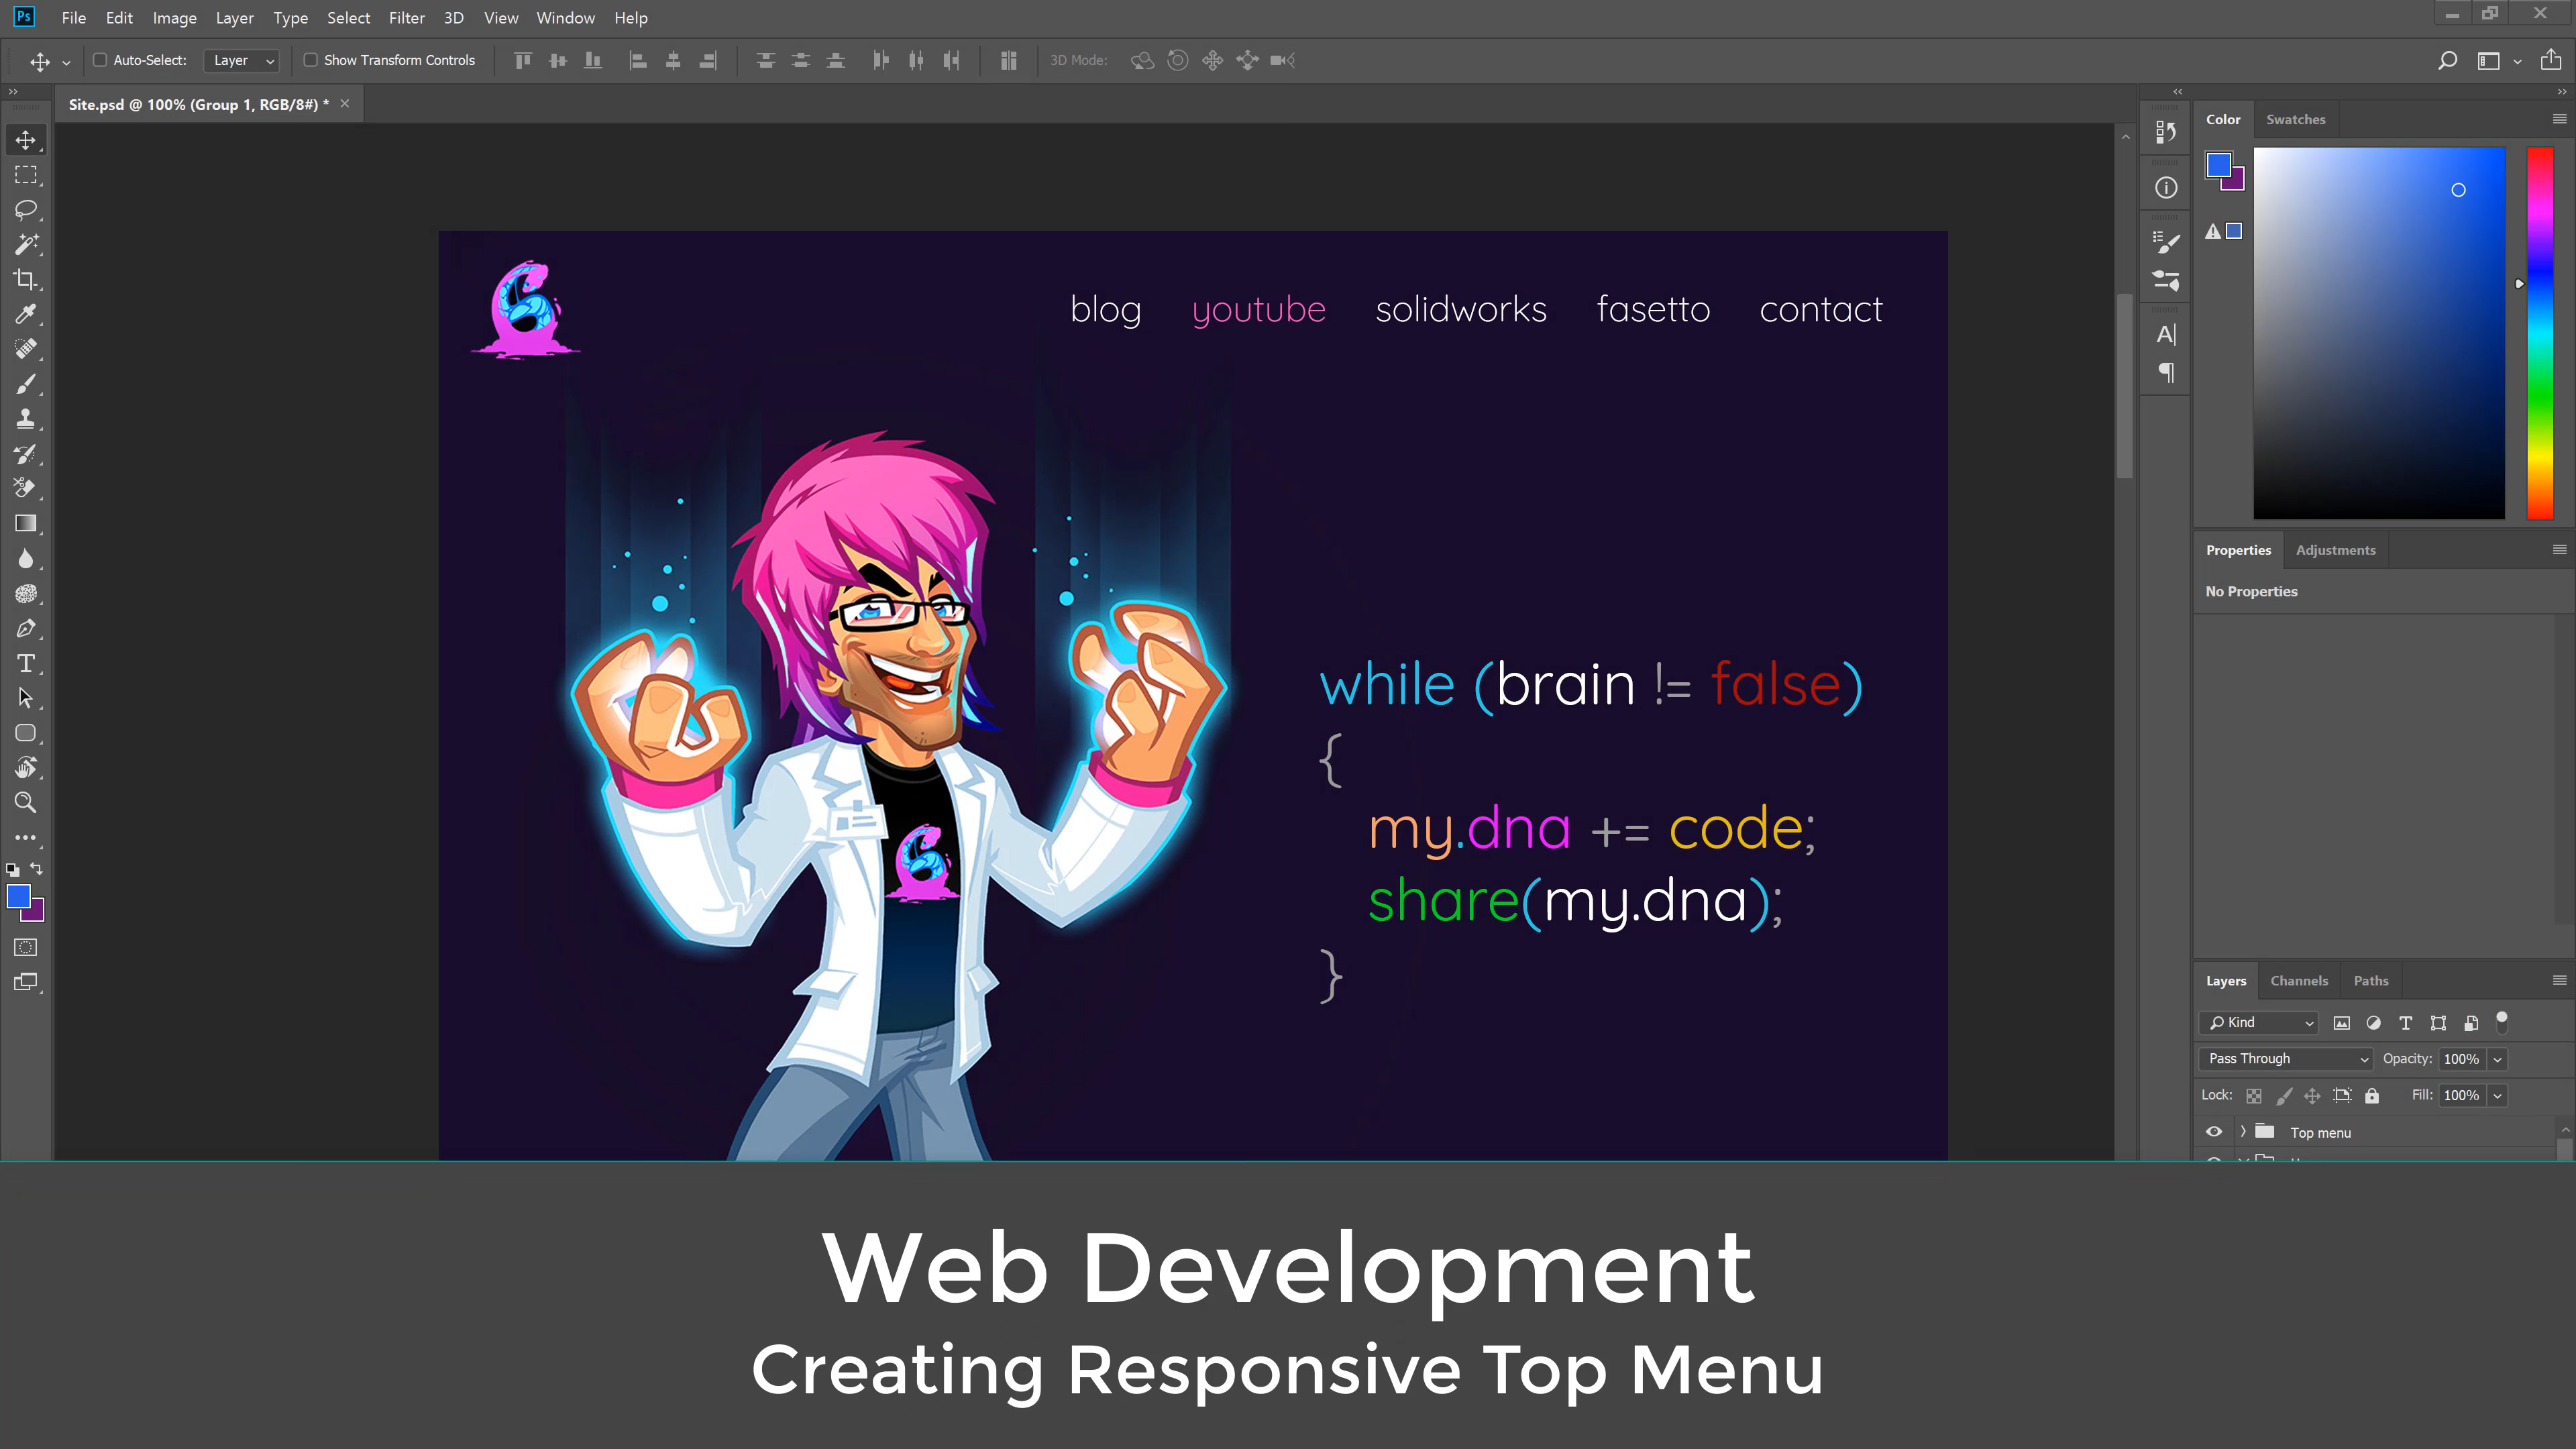 Ps File Edit Image Layer Type Select Filter 3D View Window Help
Auto-Select: Layer Show Transform Controls 3D Mode:
Site.psd @ 100% (Group 1, RGB/8#) *
Color Swatches
blog youtube solidworks fasetto contact
Properties Adjustments
No Properties
while (brain != false)
{
my.dna += code;
share(my.dna);
}
Layers Channels Paths
Kind
Pass Through Opacity: 100%
Lock: Fill: 100%
Top menu
Web Development
Creating Responsive Top Menu